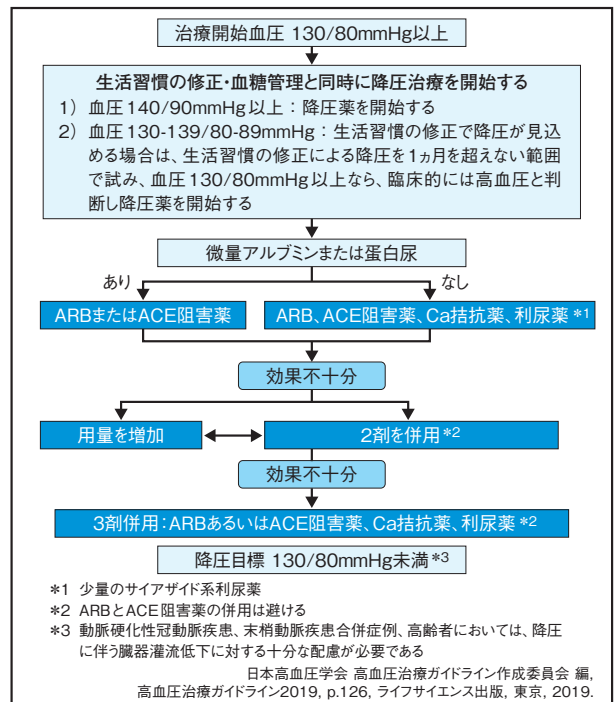 治療開始血圧 130/80mmHg以上
生活習慣の修正・血糖管理と同時に降圧治療を開始する
1) 血圧140/90mmHg以上：降圧薬を開始する
2) 血圧130-139/80-89mmHg：生活習慣の修正で降圧が見込
める場合は、生活習慣の修正による降圧を1ヵ月を超えない範囲
で試み、血圧130/80mmHg以上なら、臨床的には高血圧と判
断し降圧薬を開始する
微量アルブミンまたは蛋白尿
あり
なし
ARBまたはACE阻害薬
ARB、ACE阻害薬、Ca拮抗薬、利尿薬*1
効果不十分
用量を増加
2剤を併用*2
効果不十分
3剤併用：ARBあるいはACE阻害薬、Ca拮抗薬、利尿薬*2
降圧目標 130/80mmHg未満*3
*1 少量のサイアザイド系利尿薬
*2 ARBとACE阻害薬の併用は避ける
*3 動脈硬化性冠動脈疾患、末梢動脈疾患合併症例、高齢者においては、降圧
に伴う臓器灌流低下に対する十分な配慮が必要である
日本高血圧学会 高血圧治療ガイドライン作成委員会 編,
高血圧治療ガイドライン2019, p.126, ライフサイエンス出版, 東京, 2019.